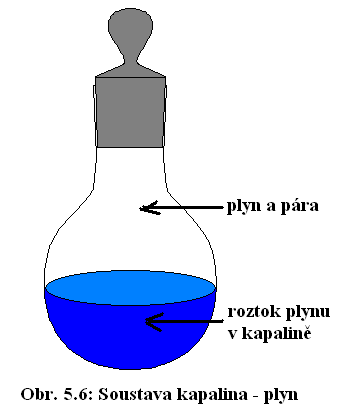 plyn a pára
roztok plynu
v kapalině
Obr. 5.6: Soustava kapalina - plyn